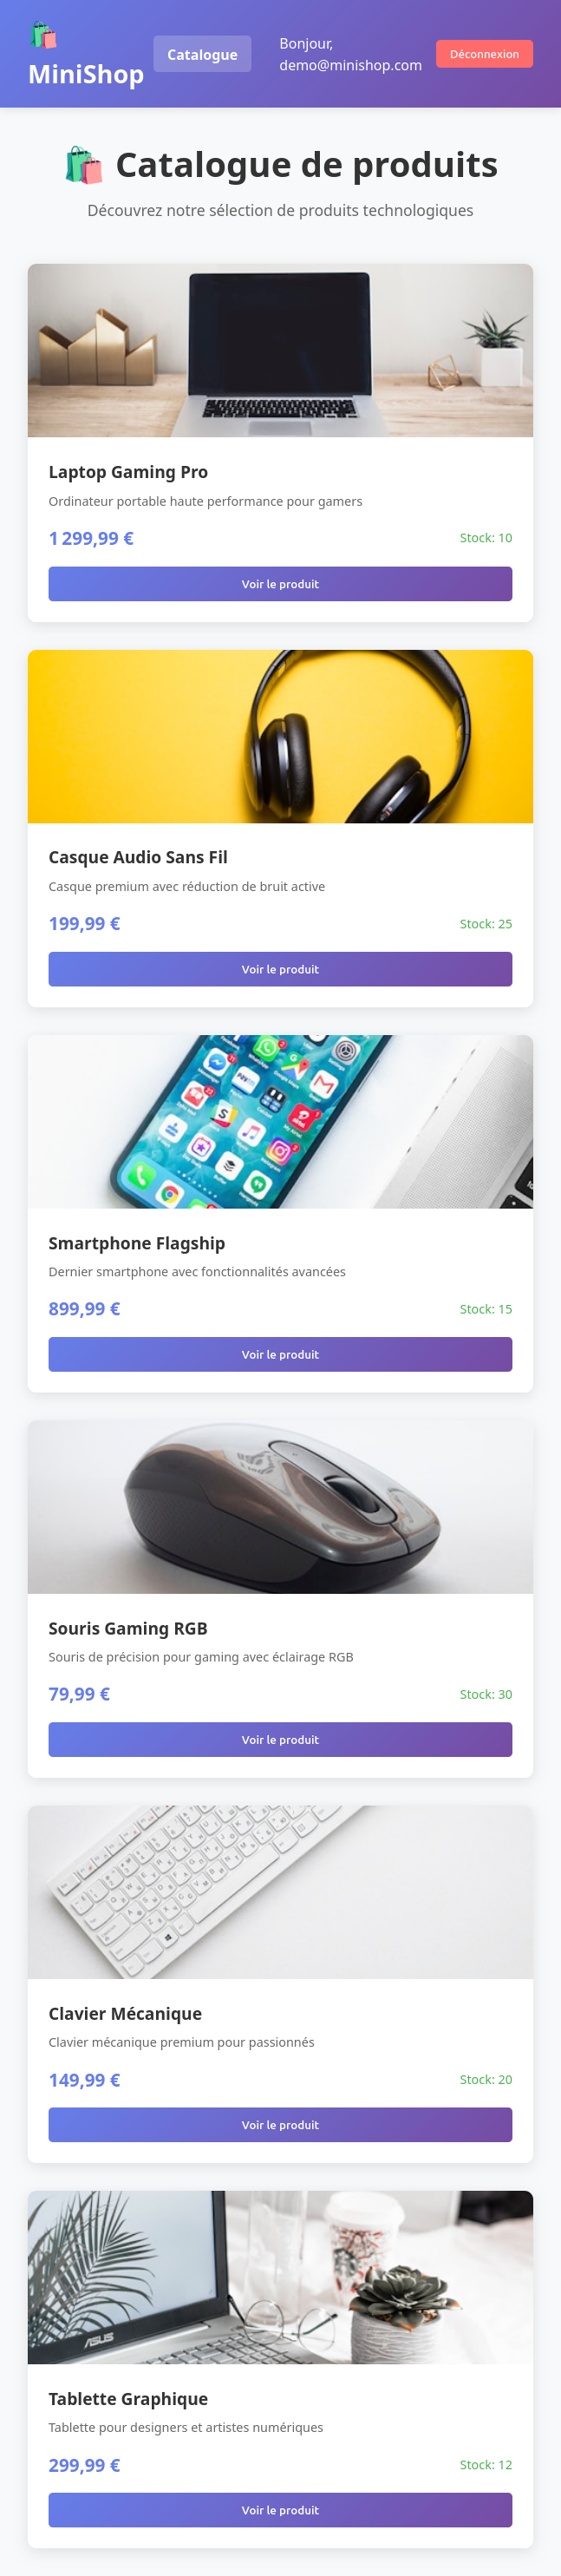 🛍️
MiniShop
Catalogue
Bonjour,
demo@minishop.com
Déconnexion
🛍️ Catalogue de produits
Découvrez notre sélection de produits technologiques
Laptop Gaming Pro
Ordinateur portable haute performance pour gamers
1 299,99 €
Stock: 10
Voir le produit
Casque Audio Sans Fil
Casque premium avec réduction de bruit active
199,99 €
Stock: 25
Voir le produit
Smartphone Flagship
Dernier smartphone avec fonctionnalités avancées
899,99 €
Stock: 15
Voir le produit
Souris Gaming RGB
Souris de précision pour gaming avec éclairage RGB
79,99 €
Stock: 30
Voir le produit
Clavier Mécanique
Clavier mécanique premium pour passionnés
149,99 €
Stock: 20
Voir le produit
ASUS
Tablette Graphique
Tablette pour designers et artistes numériques
299,99 €
Stock: 12
Voir le produit